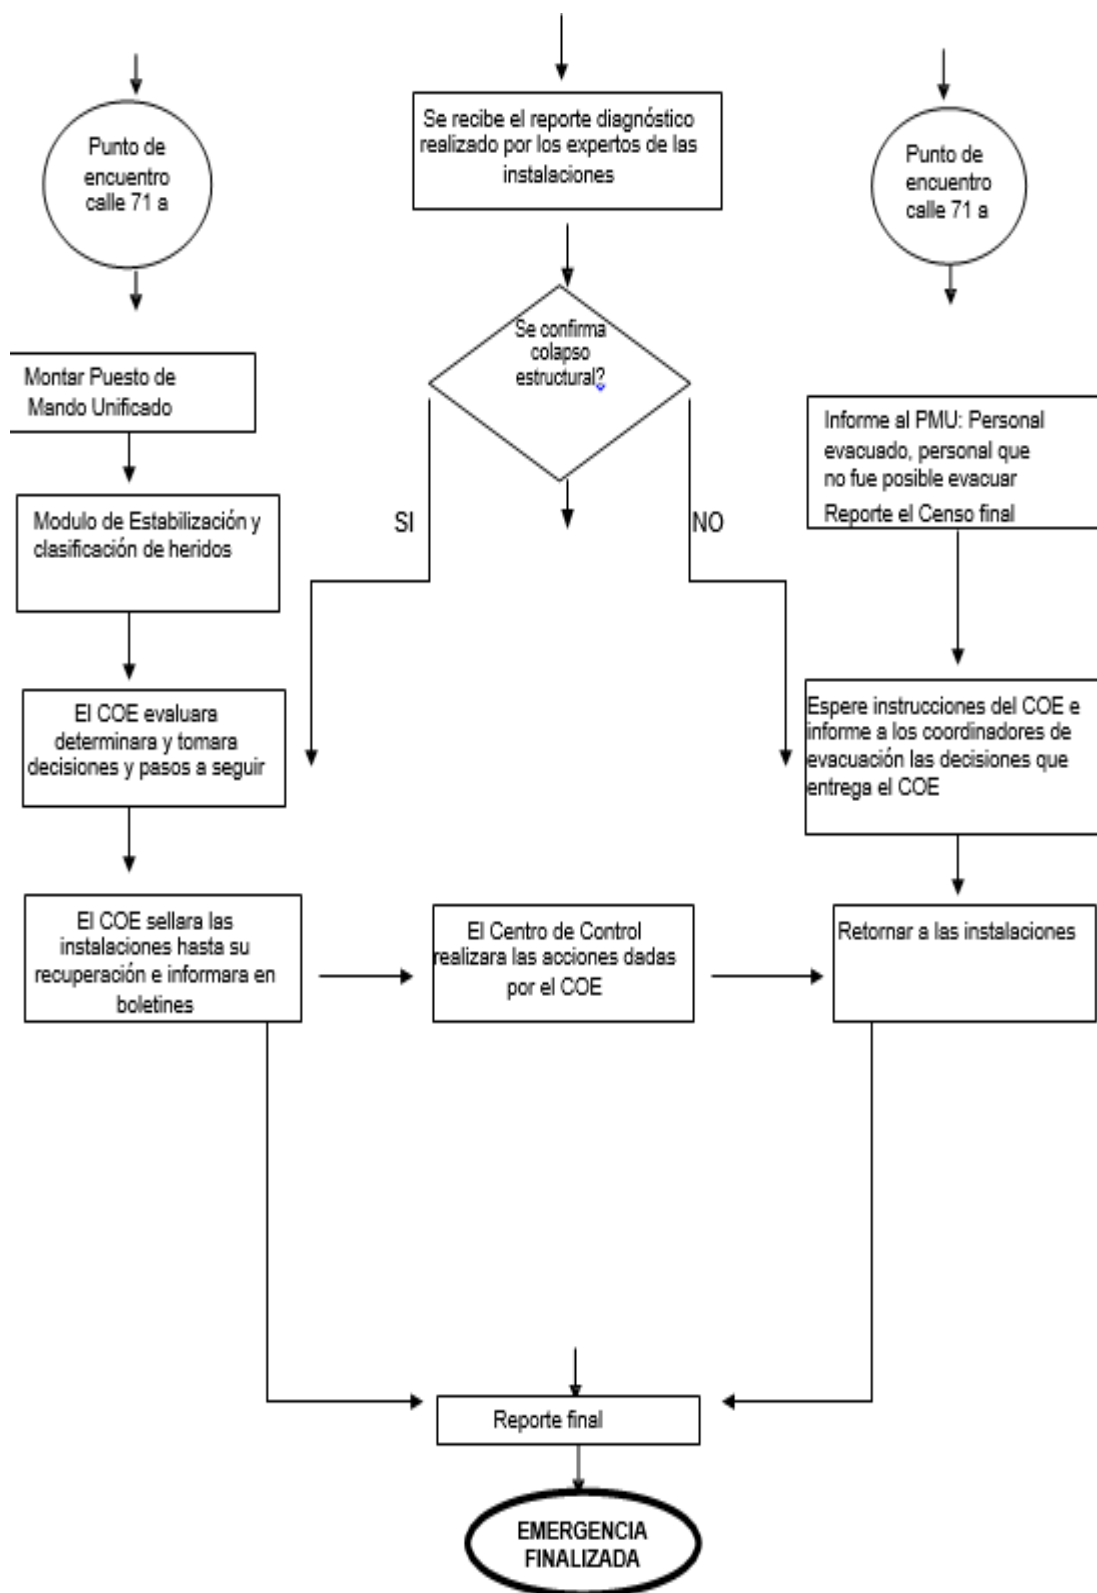 Punto de
encuentro
calle 71 a
Se recibe el reporte diagnóstico
realizado por los expertos de las
instalaciones
Punto de
encuentro
calle 71 a
Se confirma
colapso
estructural?
Montar Puesto de
Mando Unificado
Informe al PMU: Personal
evacuado, personal que
no fue posible evacuar
Reporte el Censo final
SI
NO
Modulo de Estabilización y
clasificación de heridos
El COE evaluara
determinara y tomara
decisiones y pasos a seguir
Espere instrucciones del COE e
informe a los coordinadores de
evacuación las decisiones que
entrega el COE
El COE sellara las
instalaciones hasta su
recuperación e informara en
boletines
El Centro de Control
realizara las acciones dadas
por el COE
Retornar a las instalaciones
Reporte final
EMERGENCIA
FINALIZADA